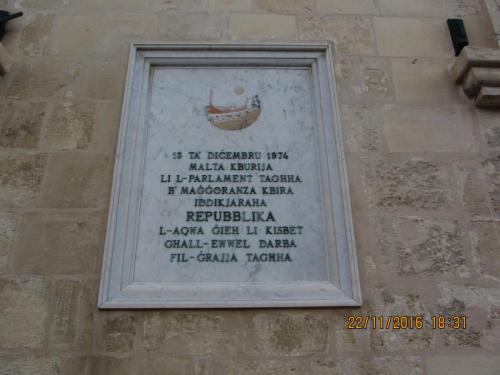 13 TA' DIĊEMBRU 1974
MALTA KBURIJA
LI L-PARLAMENT TAGĦHA
B' MAĠĠORANZA KBIRA
IDDIKJARAHA
REPUBBLIKA
L-AQWA ĠIEĦ LI KISBET
GĦALL-EWWEL DARBA
FIL-ĠRAJJA TAGĦHA
22/11/2016 18:31